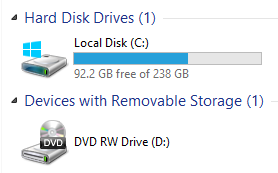 Hard Disk Drives (1)
Local Disk (C:)
92.2 GB free of 238 GB
Devices with Removable Storage (1)
DVD
DVD RW Drive (D:)